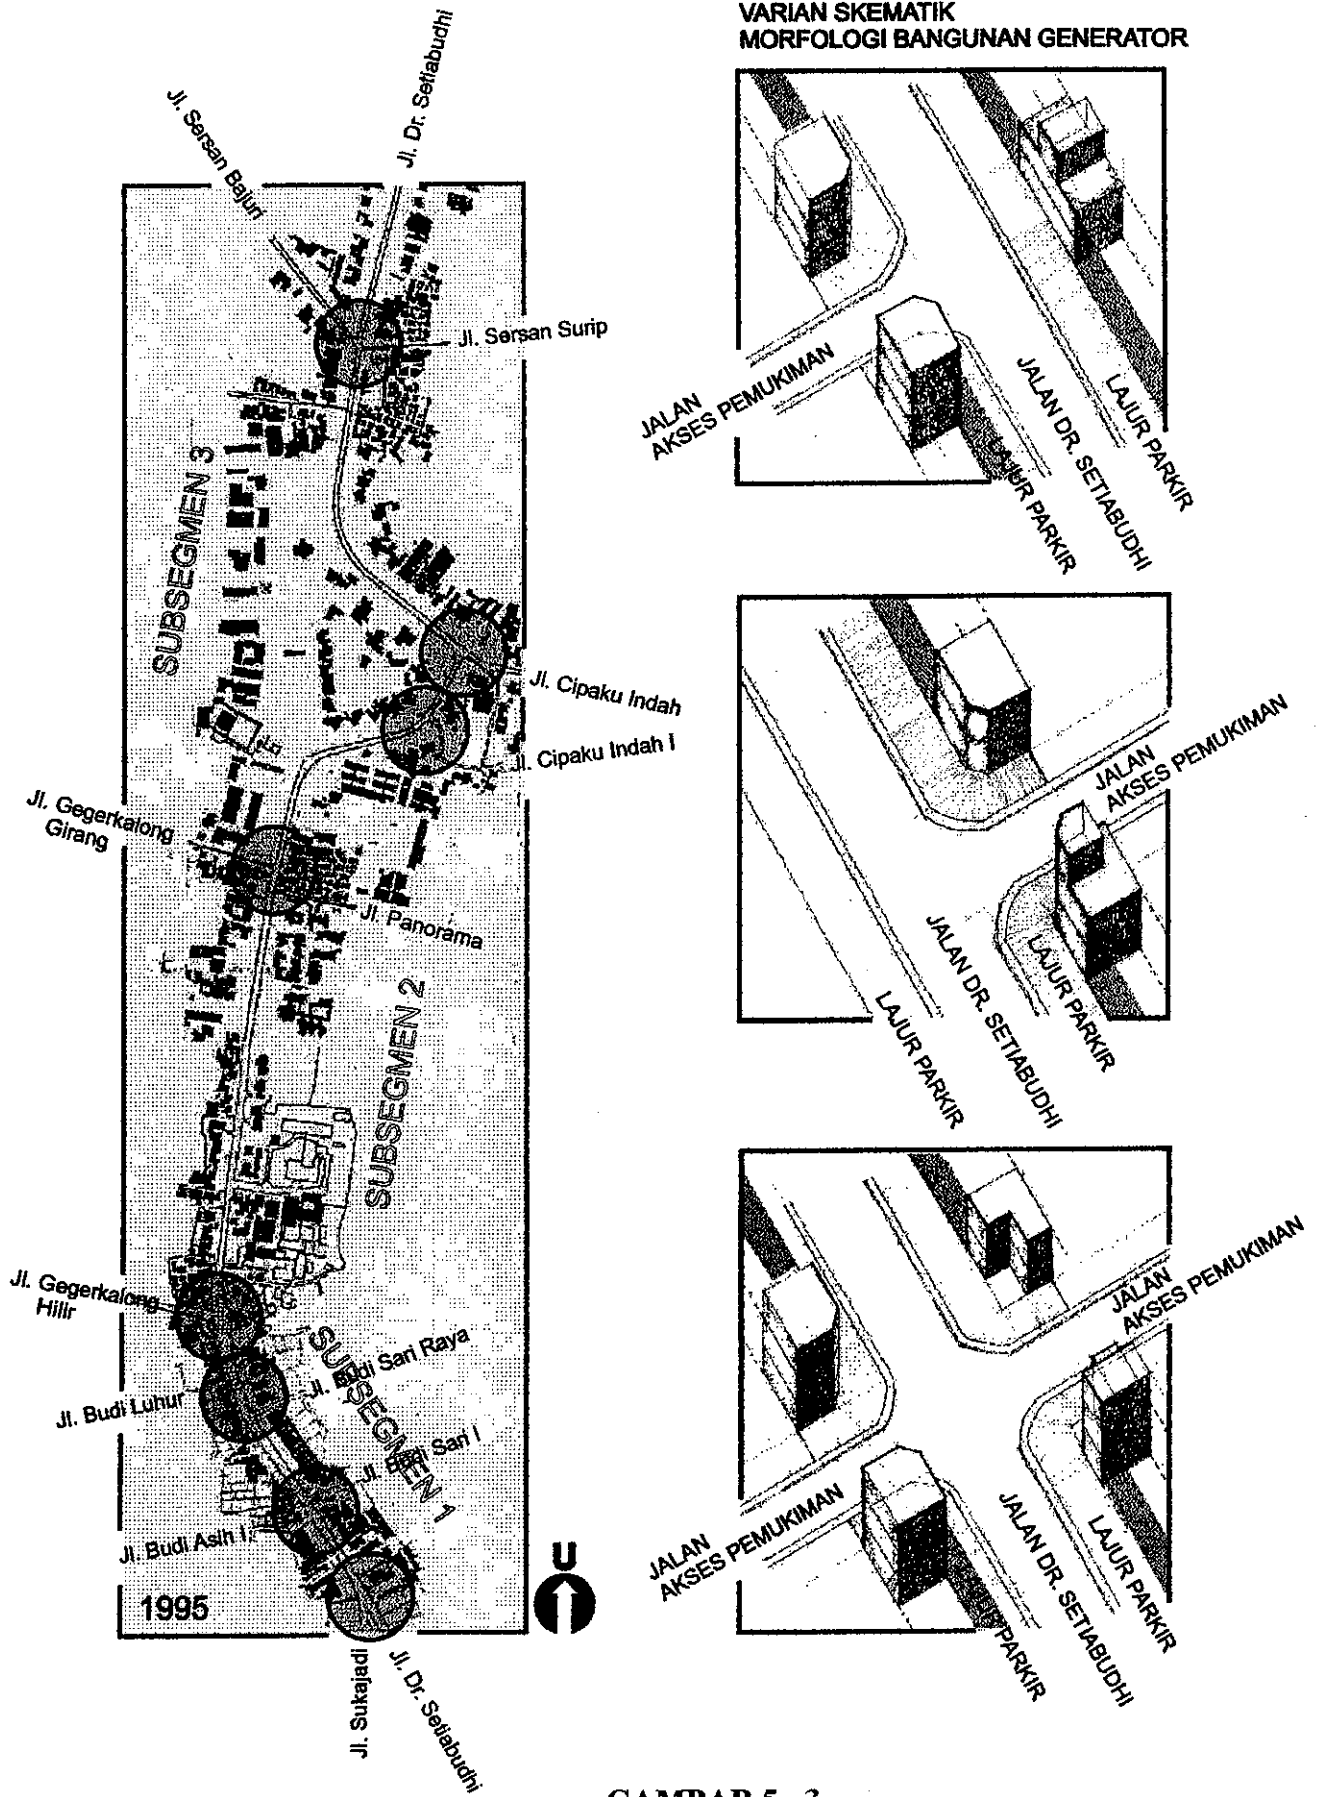 VARIAN SKEMATIK
MORFOLOGI BANGUNAN GENERATOR
Jl. Sersan Bajuri
Jl. Dr. Setiabudhi
Jl. Sersan Surip
SUBSEGMEN 3
Jl. Cipaku Indah
Jl. Cipaku Indah I
Jl. Gegerkalong
Girang
Jl. Panorama
SUBSEGMEN 2
Jl. Gegerkalong
Hilir
SUBSEGMEN 1
Jl. Budi Sari Raya
Jl. Budi Luhur
Jl. Budi Sari I
Jl. Budi Asih I
1995
U
Jl. Sukajadi
Jl. Dr. Setiabudhi
JALAN
AKSES PEMUKIMAN
LAJUR PARKIR
JALAN DR. SETIABUDHI
LAJUR PARKIR
JALAN
AKSES PEMUKIMAN
LAJUR PARKIR
JALAN DR. SETIABUDHI
LAJUR PARKIR
JALAN
AKSES PEMUKIMAN
JALAN
AKSES PEMUKIMAN
PARKIR
JALAN DR. SETIABUDHI
LAJUR PARKIR
GAMBAR 5 - 3